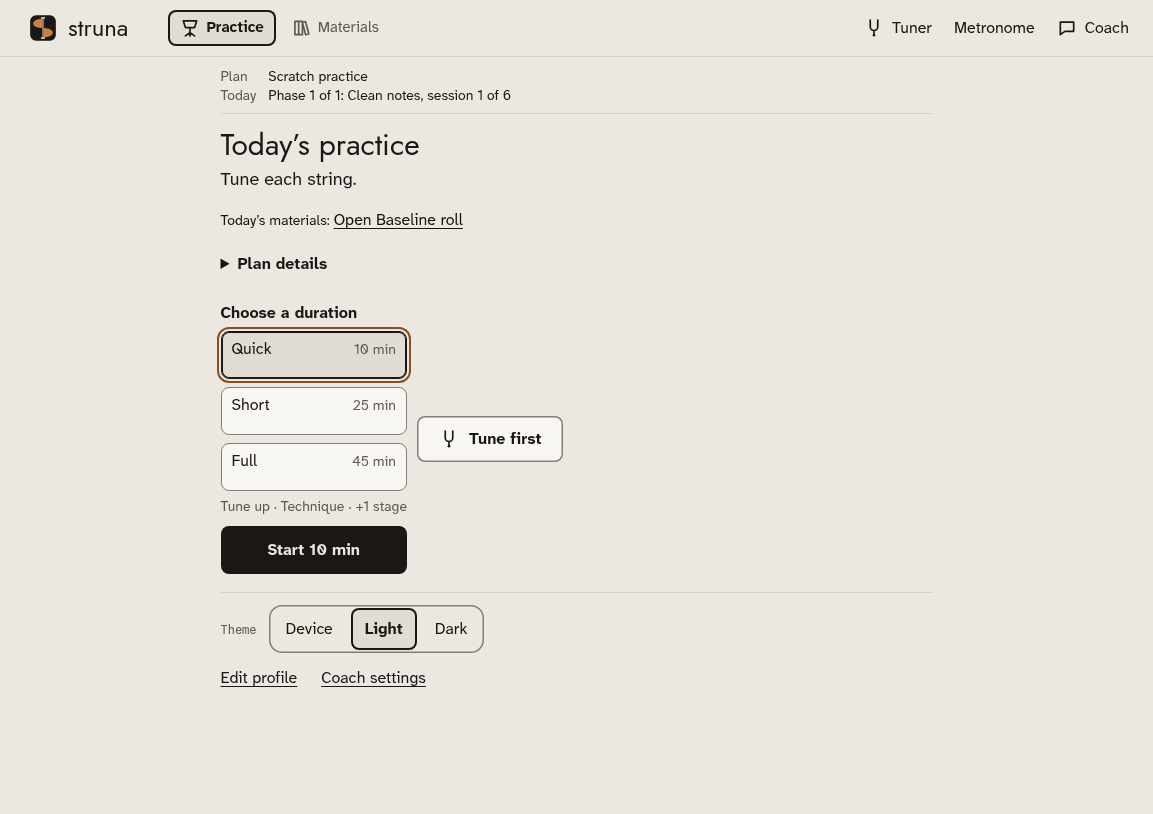 struna
Practice
Materials
Tuner
Metronome
Coach
Plan Scratch practice
Today Phase 1 of 1: Clean notes, session 1 of 6
Today’s practice
Tune each string.
Today’s materials: Open Baseline roll
Plan details
Choose a duration
Quick 10 min
Short 25 min
Tune first
Full 45 min
Tune up · Technique · +1 stage
Start 10 min
Theme Device Light Dark
Edit profile Coach settings